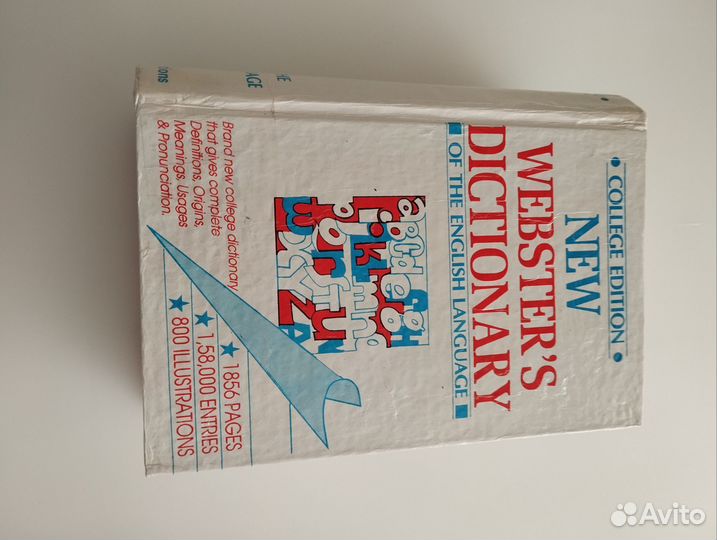 • COLLEGE EDITION •
NEW
WEBSTER'S
DICTIONARY
OF THE ENGLISH LANGUAGE
Brand new college dictionary
that gives complete
Definitions, Origins,
Meanings, Usages
& Pronunciation.
★ 1856 PAGES
★ 1,58,000 ENTRIES
★ 800 ILLUSTRATIONS
Avito